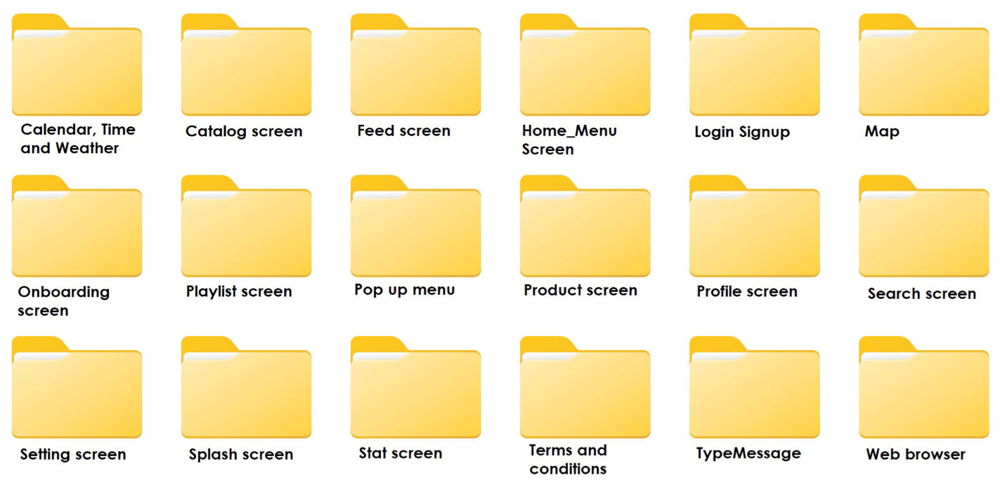 Calendar, Time
and Weather
Catalog screen
Feed screen
Home_Menu
Screen
Login Signup
Map
Onboarding
screen
Playlist screen
Pop up menu
Product screen
Profile screen
Search screen
Setting screen
Splash screen
Stat screen
Terms and
conditions
TypeMessage
Web browser